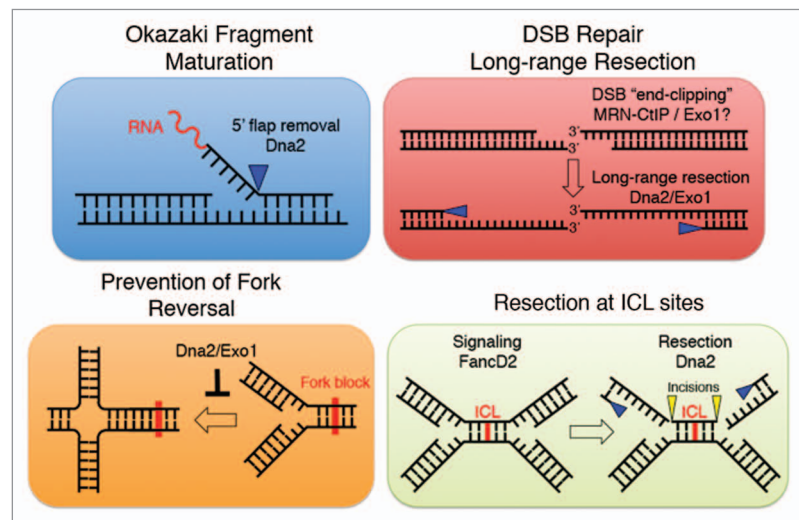 Okazaki Fragment
Maturation
RNA
5' flap removal
Dna2
DSB Repair
Long-range Resection
DSB "end-clipping"
MRN-CtIP / Exo1?
3'
3'
Long-range resection
Dna2/Exo1
3'
3'
Prevention of Fork
Reversal
Dna2/Exo1
Fork block
Resection at ICL sites
Signaling
FancD2
ICL
Resection
Dna2
Incisions
ICL